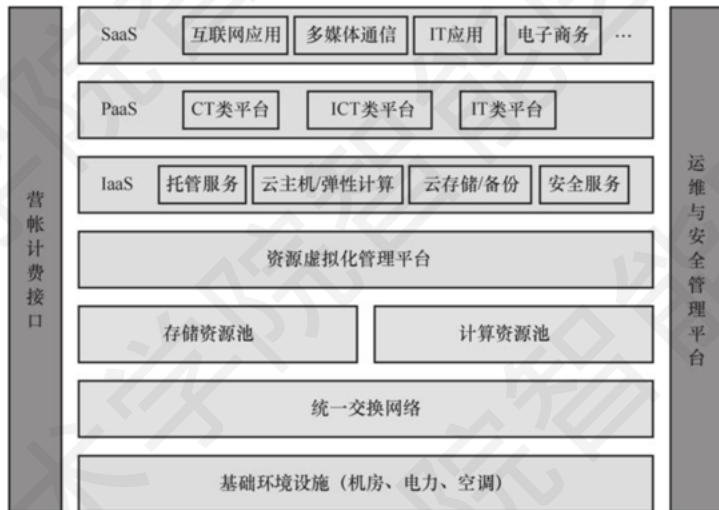 SaaS 互联网应用 多媒体通信 IT应用 电子商务 …
PaaS CT类平台 ICT类平台 IT类平台
IaaS 托管服务 云主机/弹性计算 云存储/备份 安全服务
资源虚拟化管理平台
存储资源池 计算资源池
统一交换网络
基础环境设施（机房、电力、空调）
营帐计费接口
运维与安全管理平台